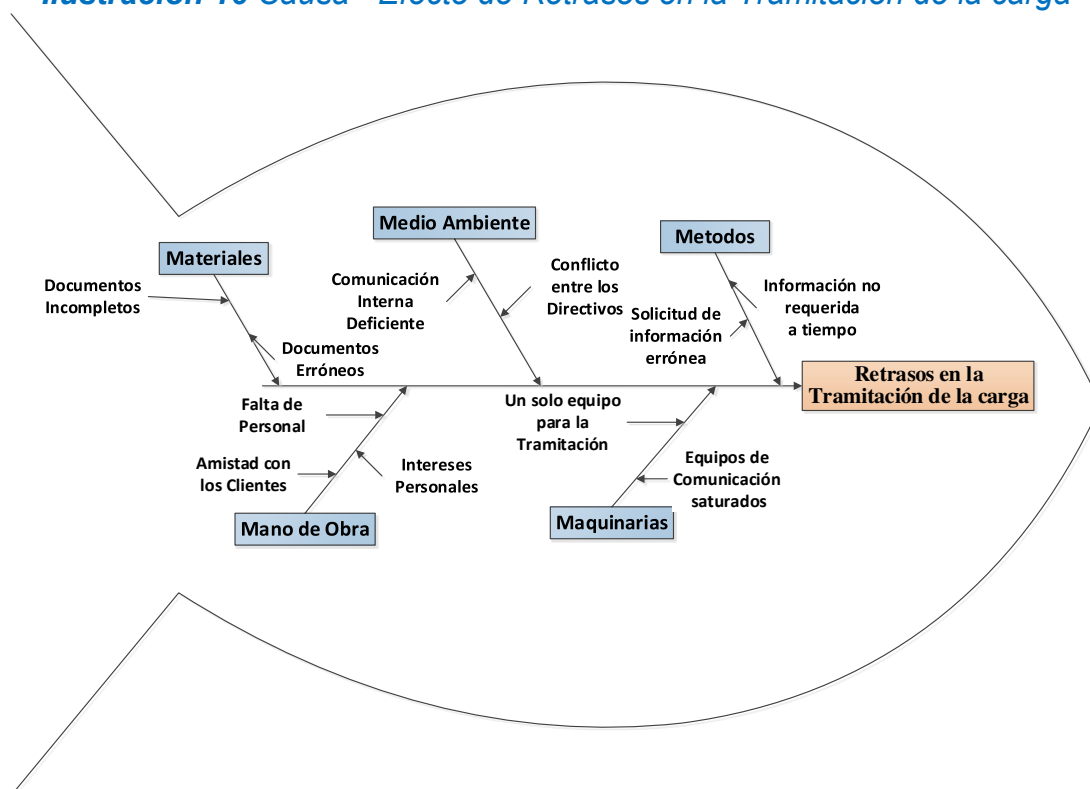 Ilustración 10 Causa - Efecto de Retrasos en la Tramitación de la carga
Medio Ambiente
Metodos
Materiales
Documentos
Incompletos
Documentos
Erróneos
Comunicación
Interna
Deficiente
Conflicto
entre los
Directivos
Solicitud de
información
errónea
Información no
requerida
a tiempo
Retrasos en la
Tramitación de la carga
Falta de
Personal
Amistad con
los Clientes
Intereses
Personales
Mano de Obra
Un solo equipo
para la
Tramitación
Equipos de
Comunicación
saturados
Maquinarias